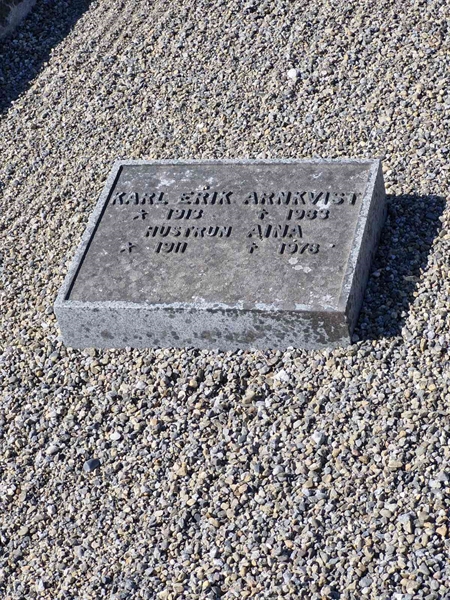 KARL ERIK ARNKVIST
* 1913 † 1983
HUSTRUN AINA
* 1911 † 1978